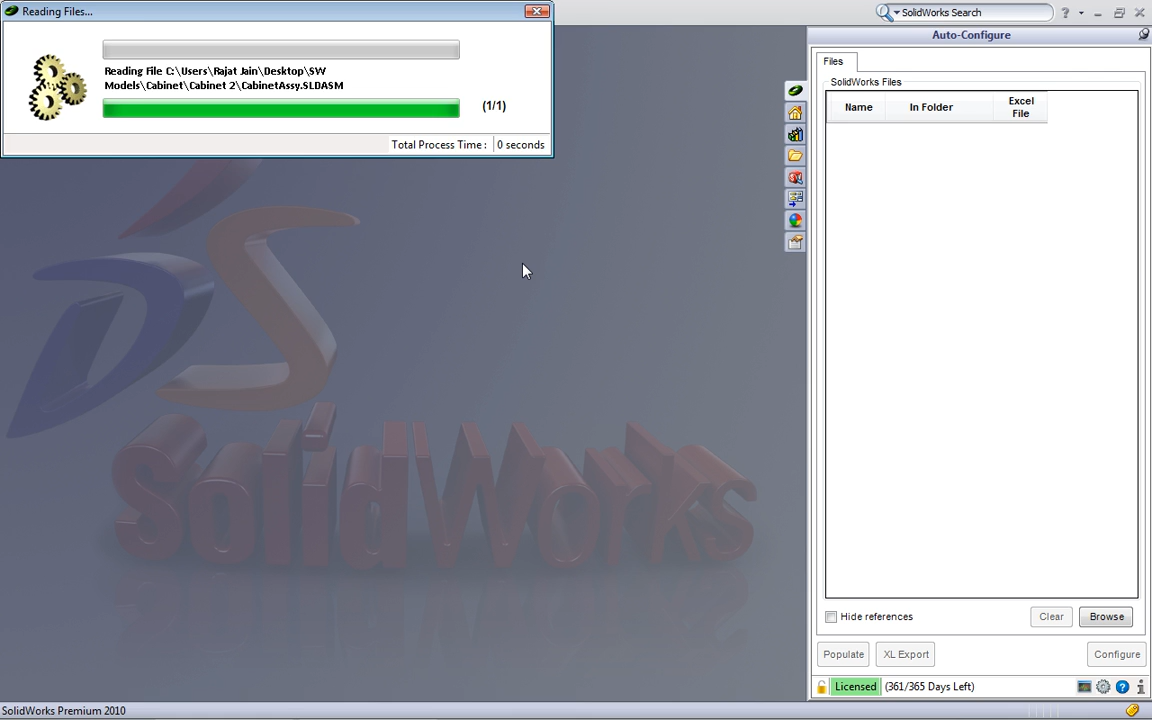 Reading Files...
SolidWorks Search
Auto-Configure
Reading File C:\Users\Rajat Jain\Desktop\SW
Models\Cabinet\Cabinet 2\CabinetAssy.SLDASM
(1/1)
Total Process Time :
0 seconds
Files
SolidWorks Files
Name
In Folder
Excel
File
DS
SolidWorks
Hide references
Clear
Browse
Populate
XL Export
Configure
Licensed
(361/365 Days Left)
SolidWorks Premium 2010